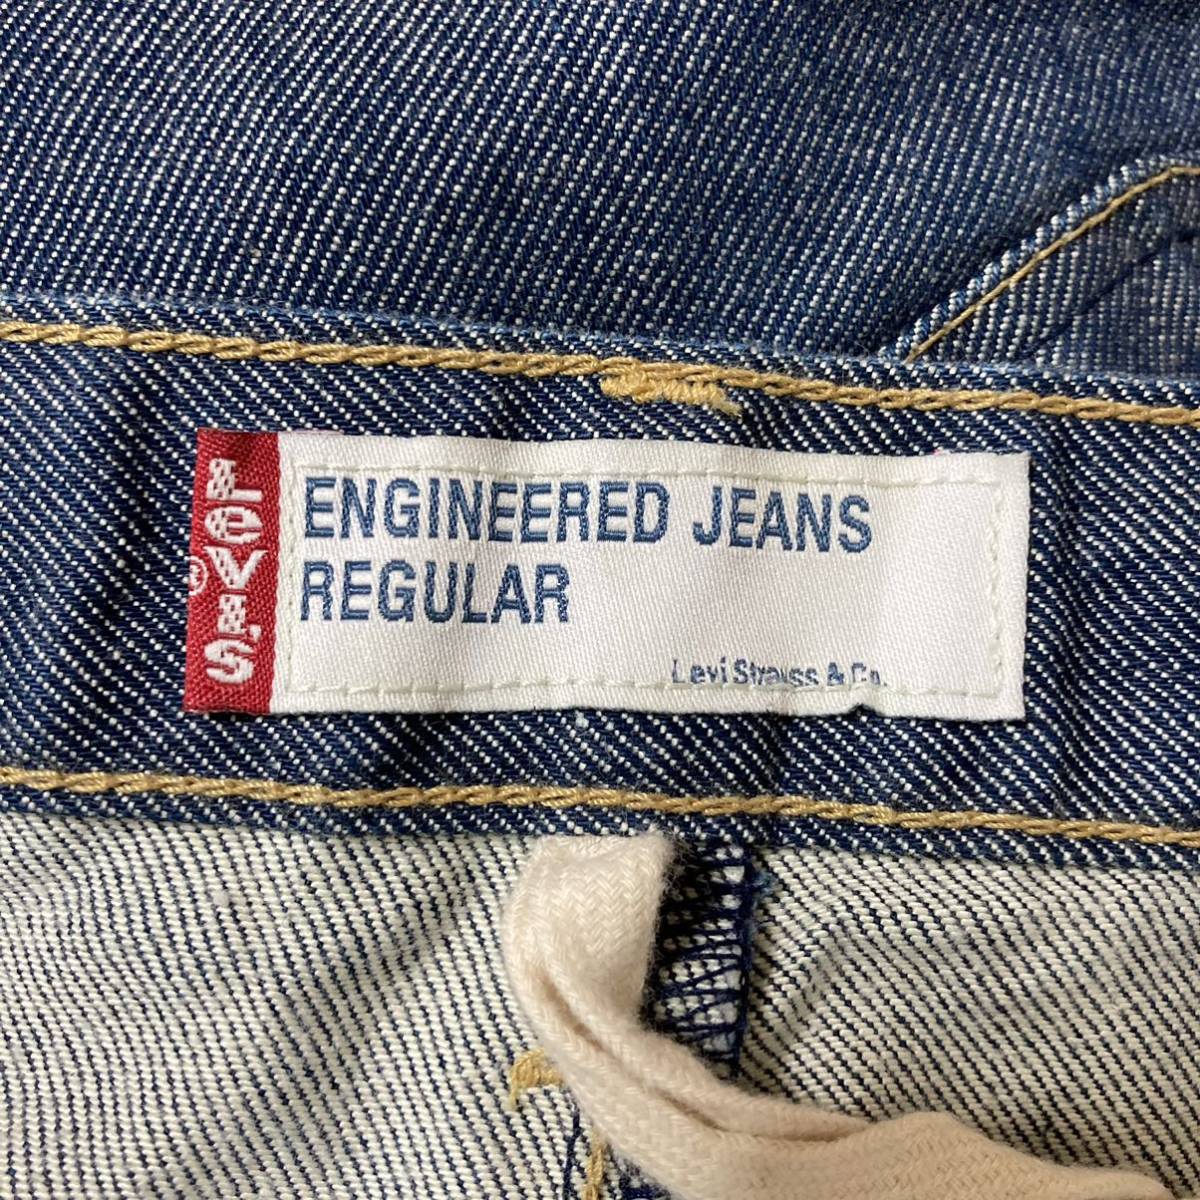 LEVI'S®
ENGINEERED JEANS
REGULAR
Levi Strauss & Co.